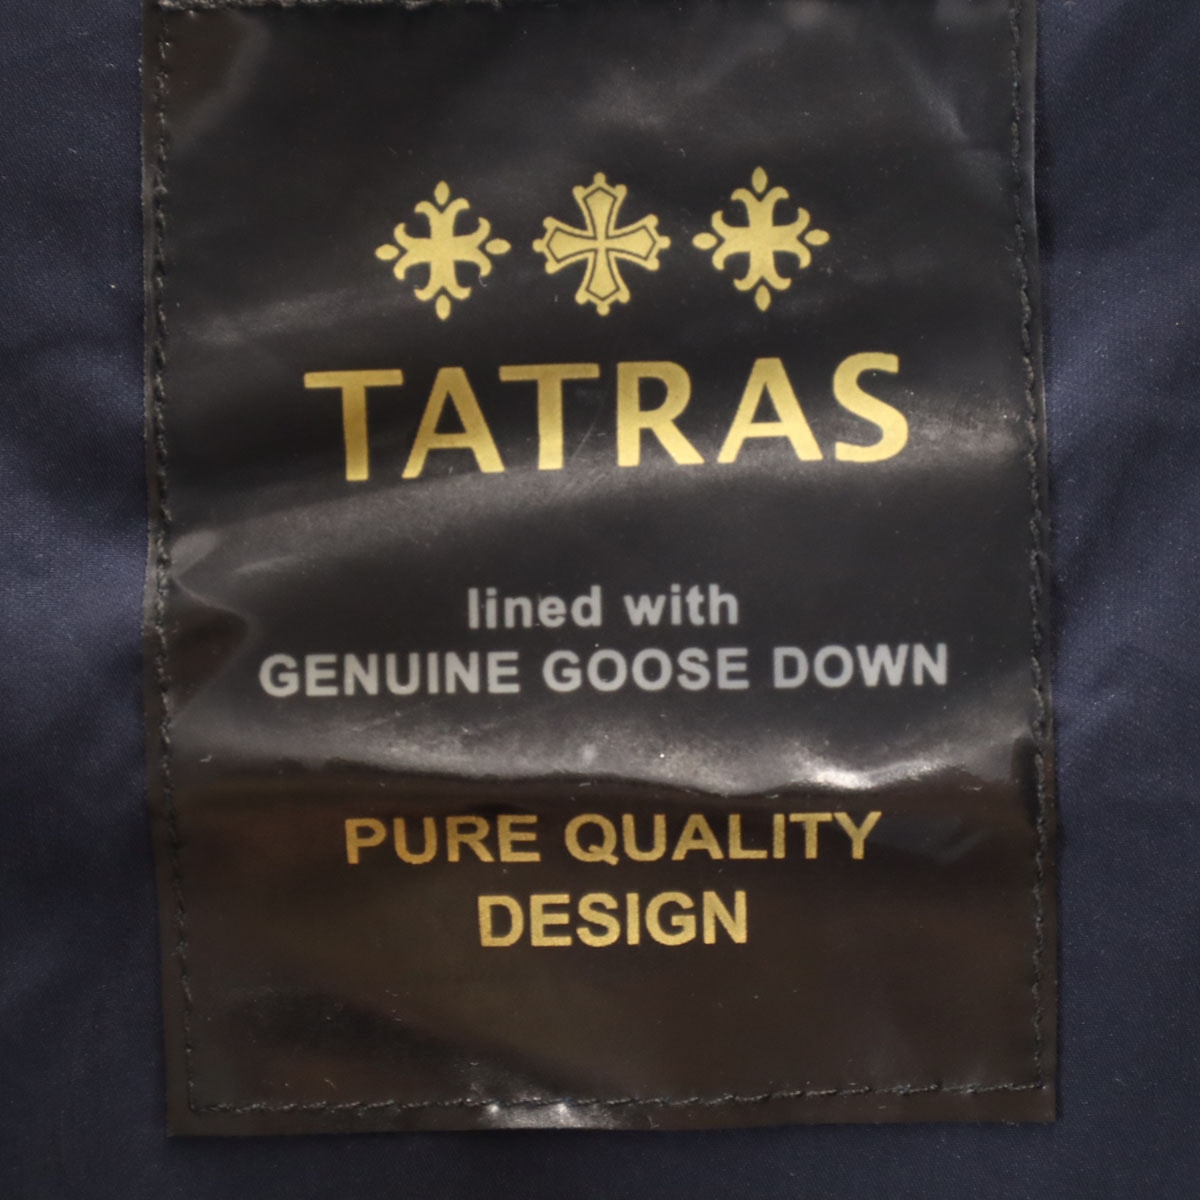 TATRAS
lined with
GENUINE GOOSE DOWN
PURE QUALITY
DESIGN